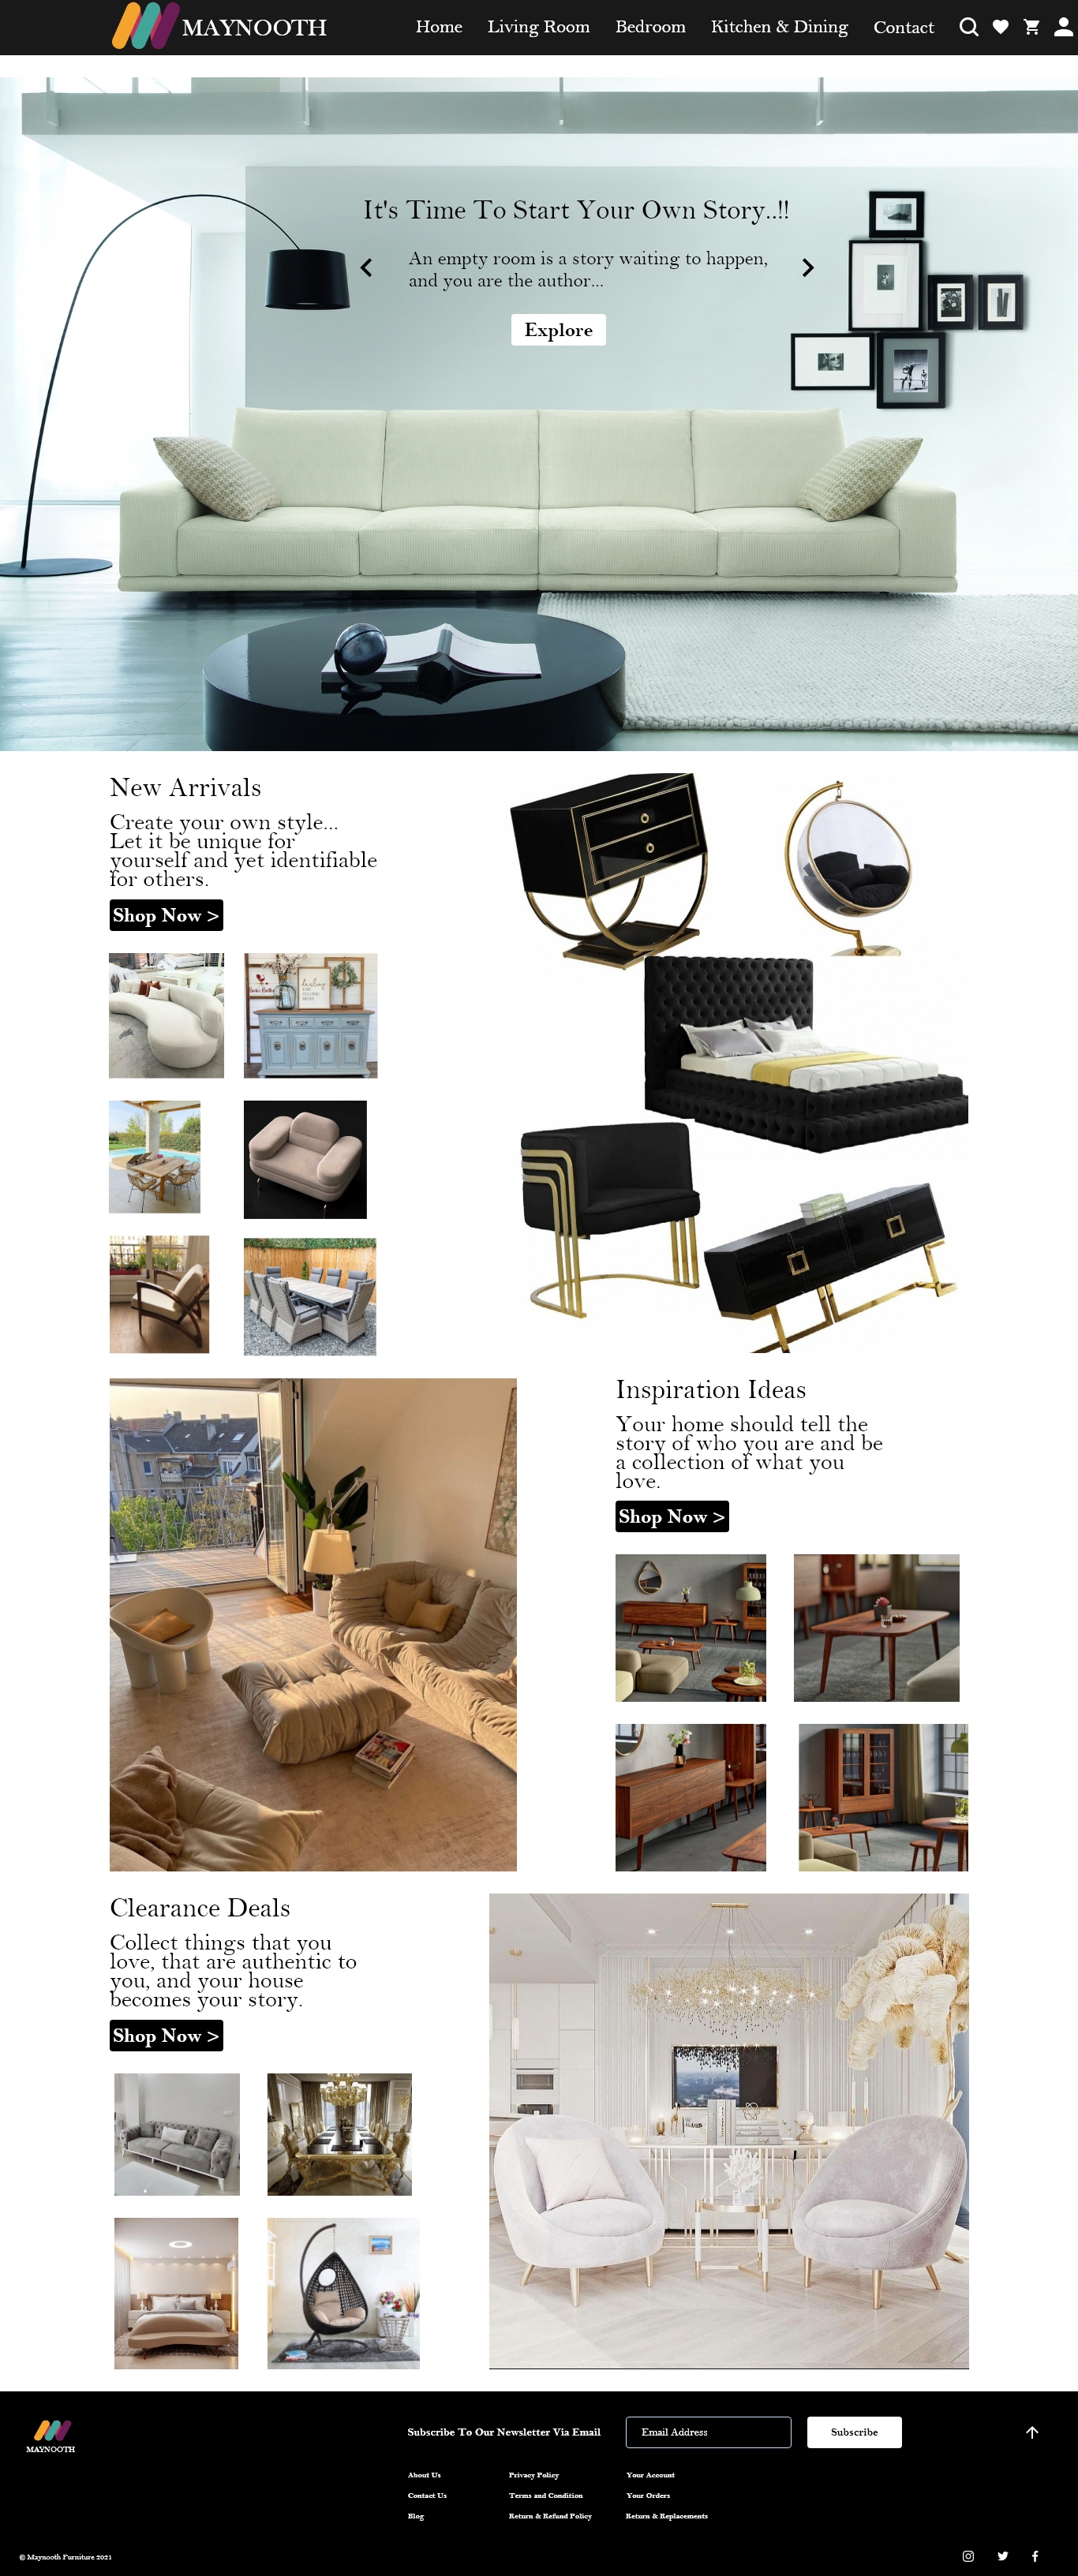 MAYNOOTH
Home Living Room Bedroom Kitchen & Dining Contact
It's Time To Start Your Own Story..!!
An empty room is a story waiting to happen,
and you are the author...
Explore
New Arrivals
Create your own style...
Let it be unique for
yourself and yet identifiable
for others.
Shop Now >
darling
Inspiration Ideas
Your home should tell the
story of who you are and be
a collection of what you
love.
Shop Now >
Clearance Deals
Collect things that you
love, that are authentic to
you, and your house
becomes your story.
Shop Now >
MAYNOOTH
Subscribe To Our Newsletter Via Email
Email Address
Subscribe
About Us Privacy Policy Your Account
Contact Us Terms and Condition Your Orders
Blog Return & Refund Policy Return & Replacements
© Maynooth Furniture 2021